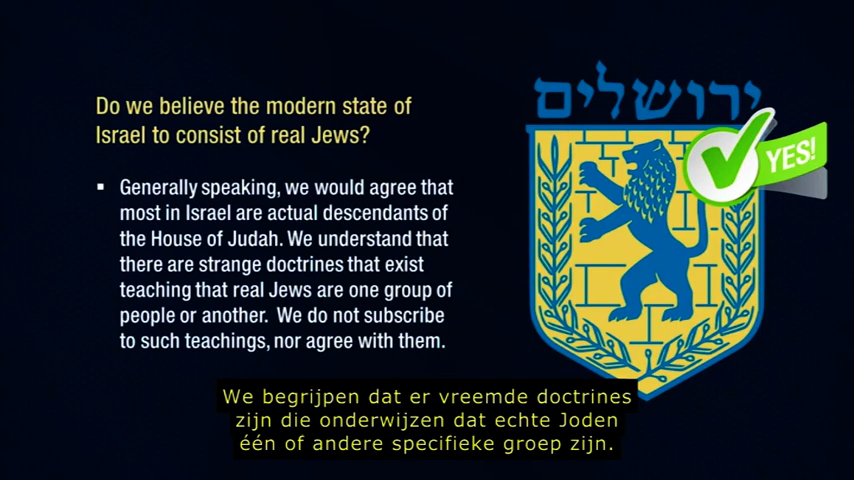 ירושלים
Do we believe the modern state of
Israel to consist of real Jews?
YES!
▪ Generally speaking, we would agree that
most in Israel are actual descendants of
the House of Judah. We understand that
there are strange doctrines that exist
teaching that real Jews are one group of
people or another. We do not subscribe
to such teachings, nor agree with them.
We begrijpen dat er vreemde doctrines
zijn die onderwijzen dat echte Joden
één of andere specifieke groep zijn.